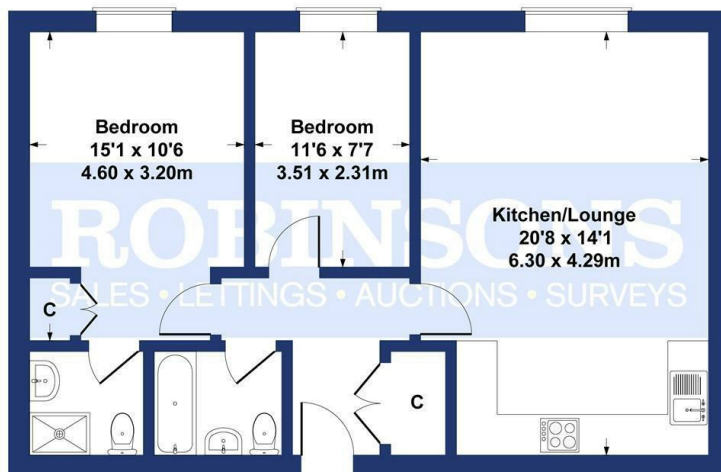 Bedroom
15'1 x 10'6
4.60 x 3.20m
Bedroom
11'6 x 7'7
3.51 x 2.31m
Kitchen/Lounge
20'8 x 14'1
6.30 x 4.29m
ROBINSONS
SALES • LETTINGS • AUCTIONS • SURVEYS
C
C